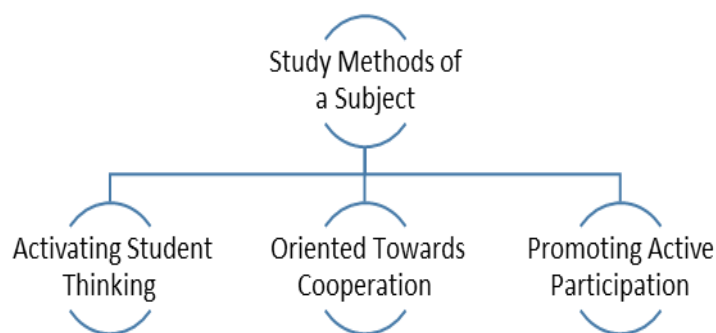 Study Methods of
a Subject
Activating Student
Thinking
Oriented Towards
Cooperation
Promoting Active
Participation